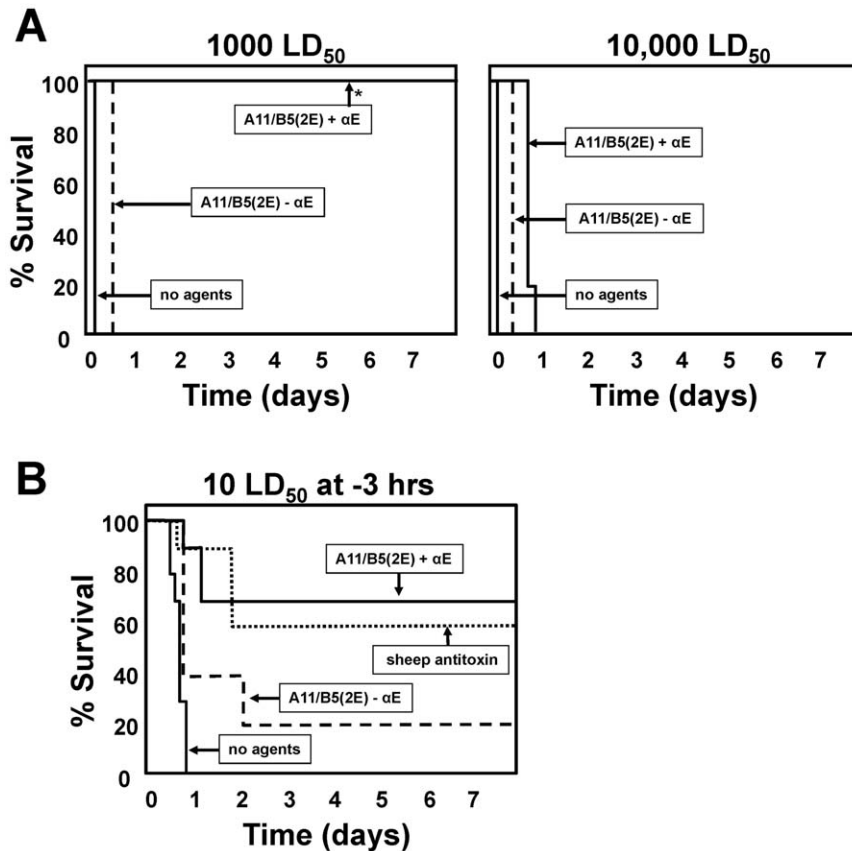 A
1000 LD50
10,000 LD50
% Survival
100
80
60
40
20
0
*
A11/B5(2E) + αE
A11/B5(2E) - αE
no agents
0 1 2 3 4 5 6 7
Time (days)
A11/B5(2E) + αE
A11/B5(2E) - αE
no agents
0 1 2 3 4 5 6 7
Time (days)
B
10 LD50 at -3 hrs
% Survival
100
80
60
40
20
0
A11/B5(2E) + αE
sheep antitoxin
A11/B5(2E) - αE
no agents
0 1 2 3 4 5 6 7
Time (days)